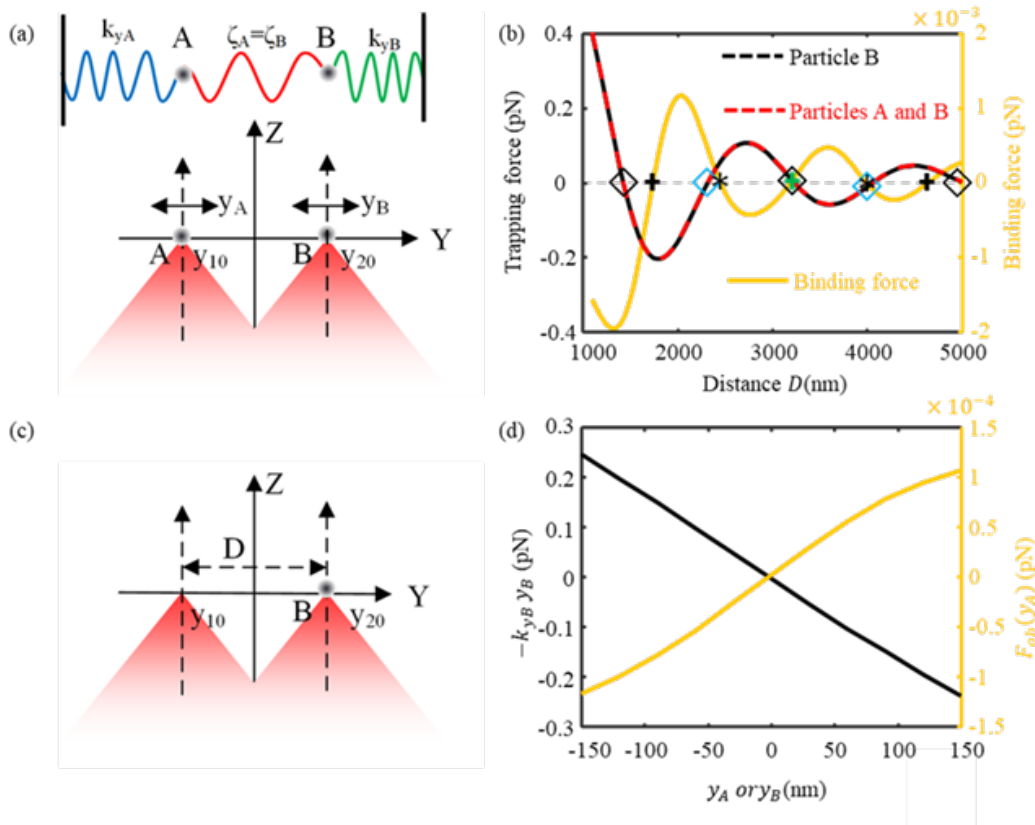 (a)
k_yA A ζ_A=ζ_B B k_yB
Z
y_A y_B
Y
A y_10 B y_20
(b)
× 10⁻³
Particle B
Particles A and B
Binding force
Trapping force (pN)
0.4
0.2
0
-0.2
-0.4
Binding force (pN)
2
1
0
-1
-2
1000 2000 3000 4000 5000
Distance D(nm)
(c)
Z
D
Y
y_10 B y_20
(d)
× 10⁻⁴
−k_yB y_B (pN)
0.3
0.2
0.1
0
-0.1
-0.2
-0.3
F_ob(y_A) (pN)
1.5
1
0.5
0
-0.5
-1
-1.5
-150 -100 -50 0 50 100 150
y_A ory_B(nm)